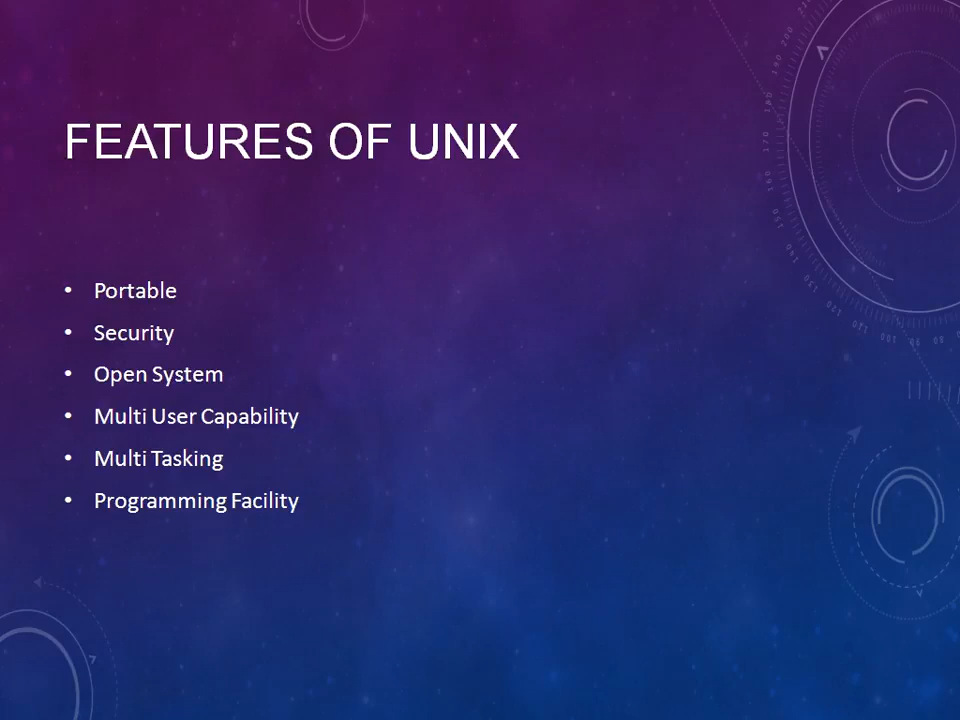 FEATURES OF UNIX
• Portable
• Security
• Open System
• Multi User Capability
• Multi Tasking
• Programming Facility